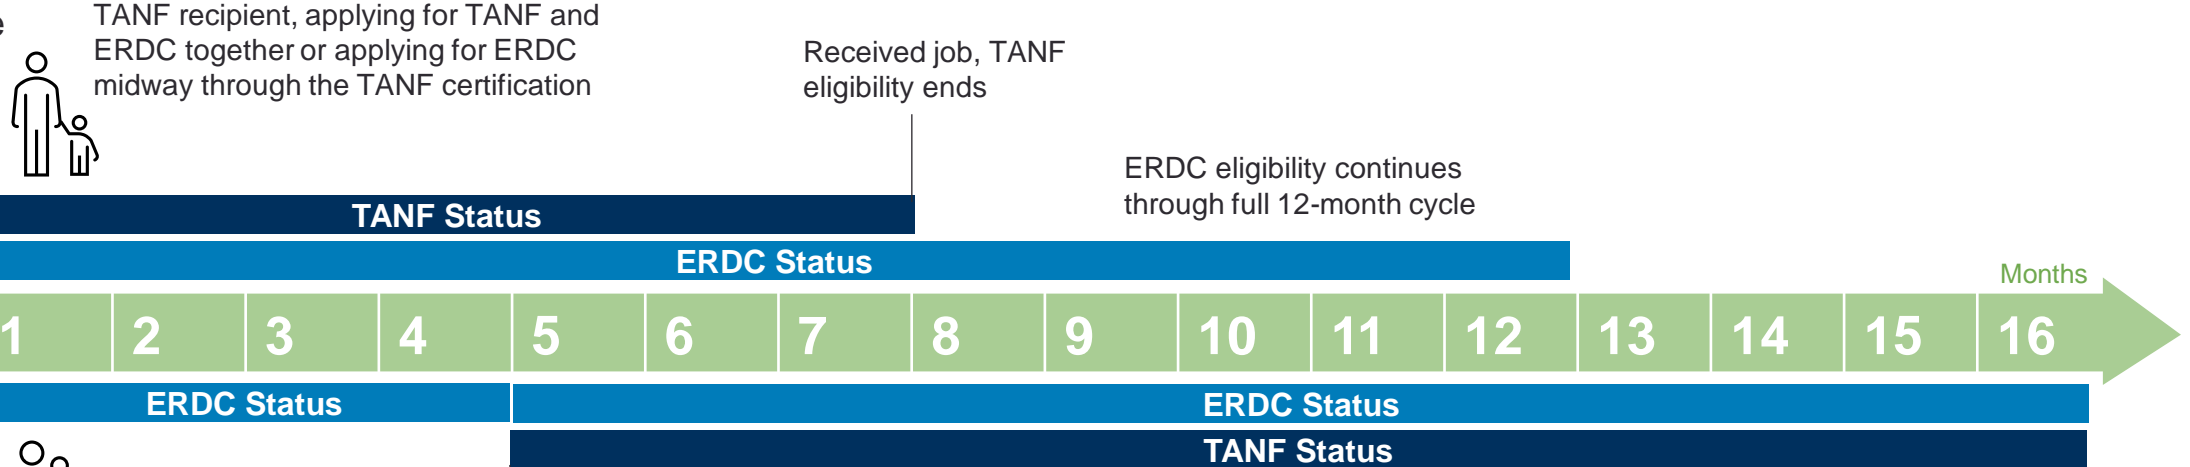 e
TANF recipient, applying for TANF and
ERDC together or applying for ERDC
midway through the TANF certification
Received job, TANF
eligibility ends
ERDC eligibility continues
through full 12-month cycle
TANF Status
ERDC Status
Months
1 2 3 4 5 6 7 8 9 10 11 12 13 14 15 16
ERDC Status ERDC Status
TANF Status